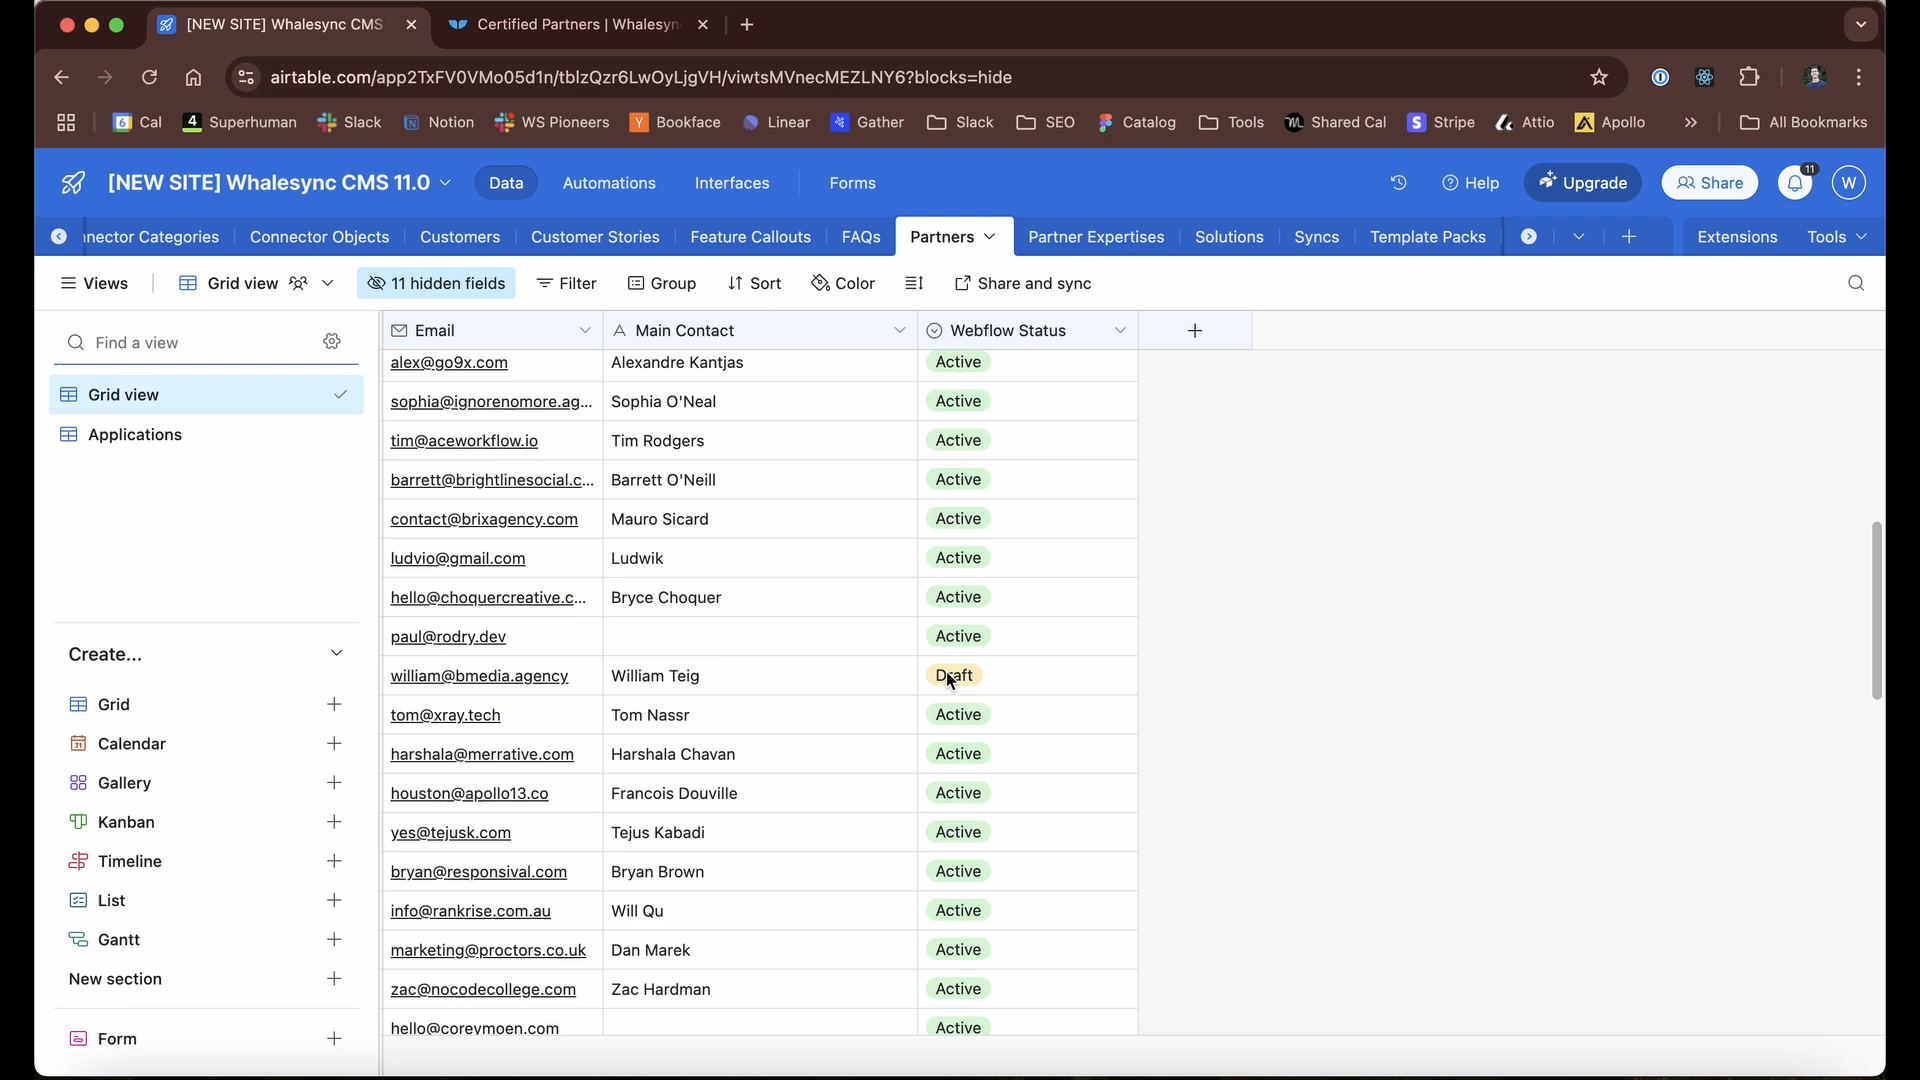 [NEW SITE] Whalesync CMS
Certified Partners | Whalesyn
airtable.com/app2TxFV0VMo05d1n/tblzQzr6LwOyLjgVH/viwtsMVnecMEZLNY6?blocks=hide
6 Cal
4 Superhuman
Slack
Notion
WS Pioneers
Y Bookface
Linear
Gather
Slack
SEO
Catalog
Tools
Shared Cal
S Stripe
Attio
Apollo
All Bookmarks
[NEW SITE] Whalesync CMS 11.0
Data
Automations
Interfaces
Forms
Help
Upgrade
Share
11
W
nnector Categories
Connector Objects
Customers
Customer Stories
Feature Callouts
FAQs
Partners
Partner Expertises
Solutions
Syncs
Template Packs
Extensions
Tools
Views
Grid view
11 hidden fields
Filter
Group
Sort
Color
Share and sync
Find a view
Grid view
Applications
Create...
Grid
31 Calendar
Gallery
Kanban
Timeline
List
Gantt
New section
Form
Email Main Contact Webflow Status
alex@go9x.com Alexandre Kantjas Active
sophia@ignorenomore.ag... Sophia O'Neal Active
tim@aceworkflow.io Tim Rodgers Active
barrett@brightlinesocial.c... Barrett O'Neill Active
contact@brixagency.com Mauro Sicard Active
ludvio@gmail.com Ludwik Active
hello@choquercreative.c... Bryce Choquer Active
paul@rodry.dev Active
william@bmedia.agency William Teig Draft
tom@xray.tech Tom Nassr Active
harshala@merrative.com Harshala Chavan Active
houston@apollo13.co Francois Douville Active
yes@tejusk.com Tejus Kabadi Active
bryan@responsival.com Bryan Brown Active
info@rankrise.com.au Will Qu Active
marketing@proctors.co.uk Dan Marek Active
zac@nocodecollege.com Zac Hardman Active
hello@coreymoen.com Active